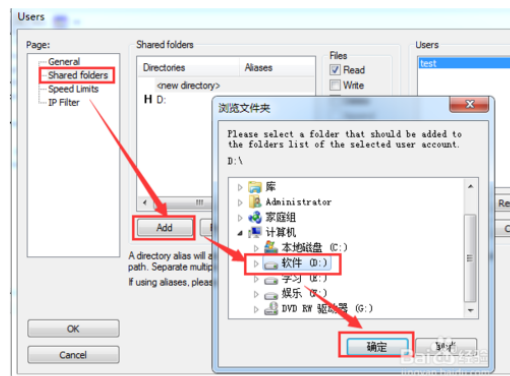 Users
Page:
General
Shared folders
Speed Limits
IP Filter
Shared folders
Directories
Aliases
<new directory>
H D:
Files
Read
Write
Users
test
浏览文件夹
Please select a folder that should be added to
the folders list of the selected user account.
D:\
库
Administrator
家庭组
计算机
本地磁盘 (C:)
软件 (D:)
学习 (E:)
娱乐
DVD RW 驱动器 (G:)
确定
Add
A directory alias will a
path. Separate multip
If using aliases, pleas
OK
Cancel
Re
C